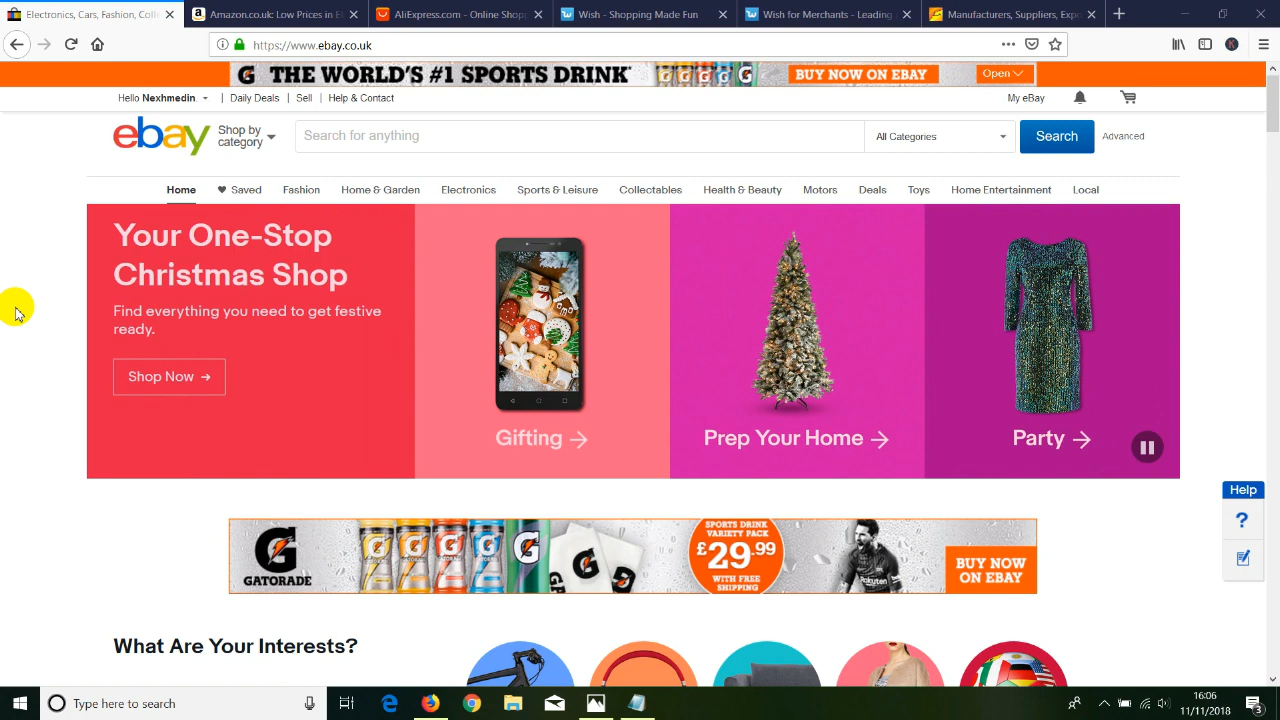 Electronics, Cars, Fashion, Coll
Amazon.co.uk: Low Prices in E
AliExpress.com - Online Shop
Wish - Shopping Made Fun
Wish for Merchants - Leading
Manufacturers, Suppliers, Expo
https://www.ebay.co.uk
G THE WORLD'S #1 SPORTS DRINK
BUY NOW ON EBAY
Open
Hello Nexhmedin
Daily Deals
Sell
Help & Contact
My eBay
ebay
Shop by
category
Search for anything
All Categories
Search
Advanced
Home
Saved
Fashion
Home & Garden
Electronics
Sports & Leisure
Collectables
Health & Beauty
Motors
Deals
Toys
Home Entertainment
Local
Your One-Stop
Christmas Shop
Find everything you need to get festive
ready.
Shop Now →
Gifting →
Prep Your Home →
Party →
Help
?
G
GATORADE
SPORTS DRINK
VARIETY PACK
£29.99
WITH FREE
SHIPPING
Rakuten
BUY NOW
ON EBAY
What Are Your Interests?
Type here to search
16:06
11/11/2018
3